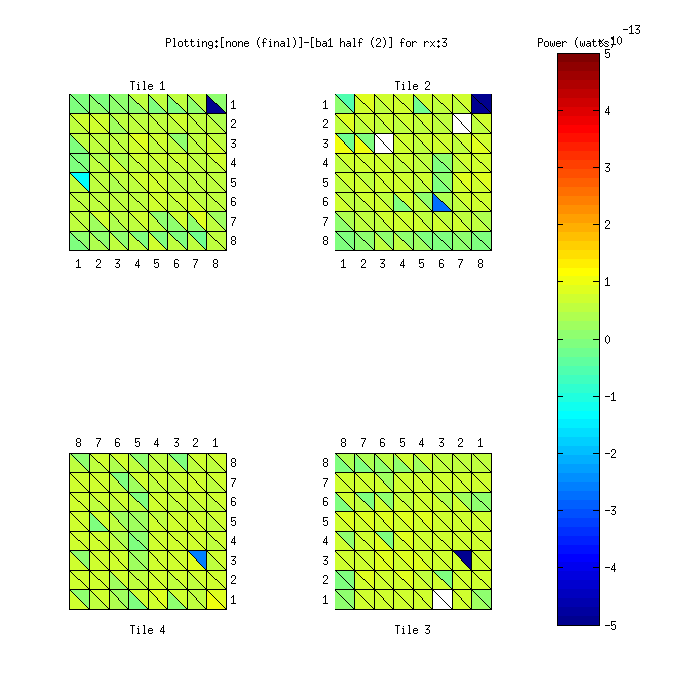 -13
Plotting:[none (final)]-[ba1 half (2)] for rx:3
Power (watts)
x 10
Tile 1
Tile 2
1 2 3 4 5 6 7 8
1 2 3 4 5 6 7 8
1 2 3 4 5 6 7 8
1 2 3 4 5 6 7 8
8 7 6 5 4 3 2 1
8 7 6 5 4 3 2 1
8 7 6 5 4 3 2 1
8 7 6 5 4 3 2 1
Tile 4
Tile 3
5
4
3
2
1
0
-1
-2
-3
-4
-5